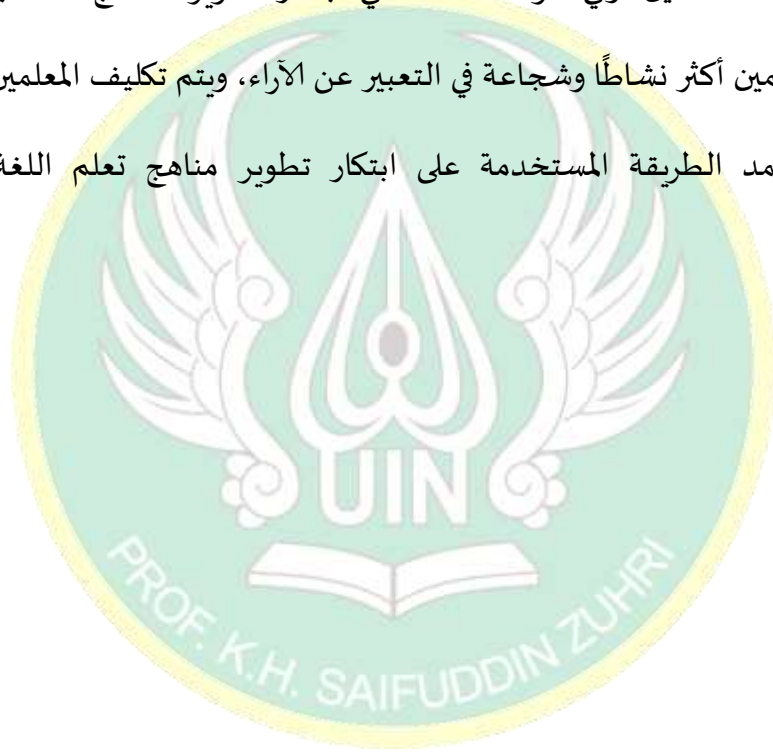 مين أكثر نشاطًا وشجاعة في التعبير عن الآراء، ويتم تكليف المعلمين
مد الطريقة المستخدمة على ابتكار تطوير مناهج تعلم اللغة
UIN
PROF. K.H. SAIFUDDIN ZUHRI